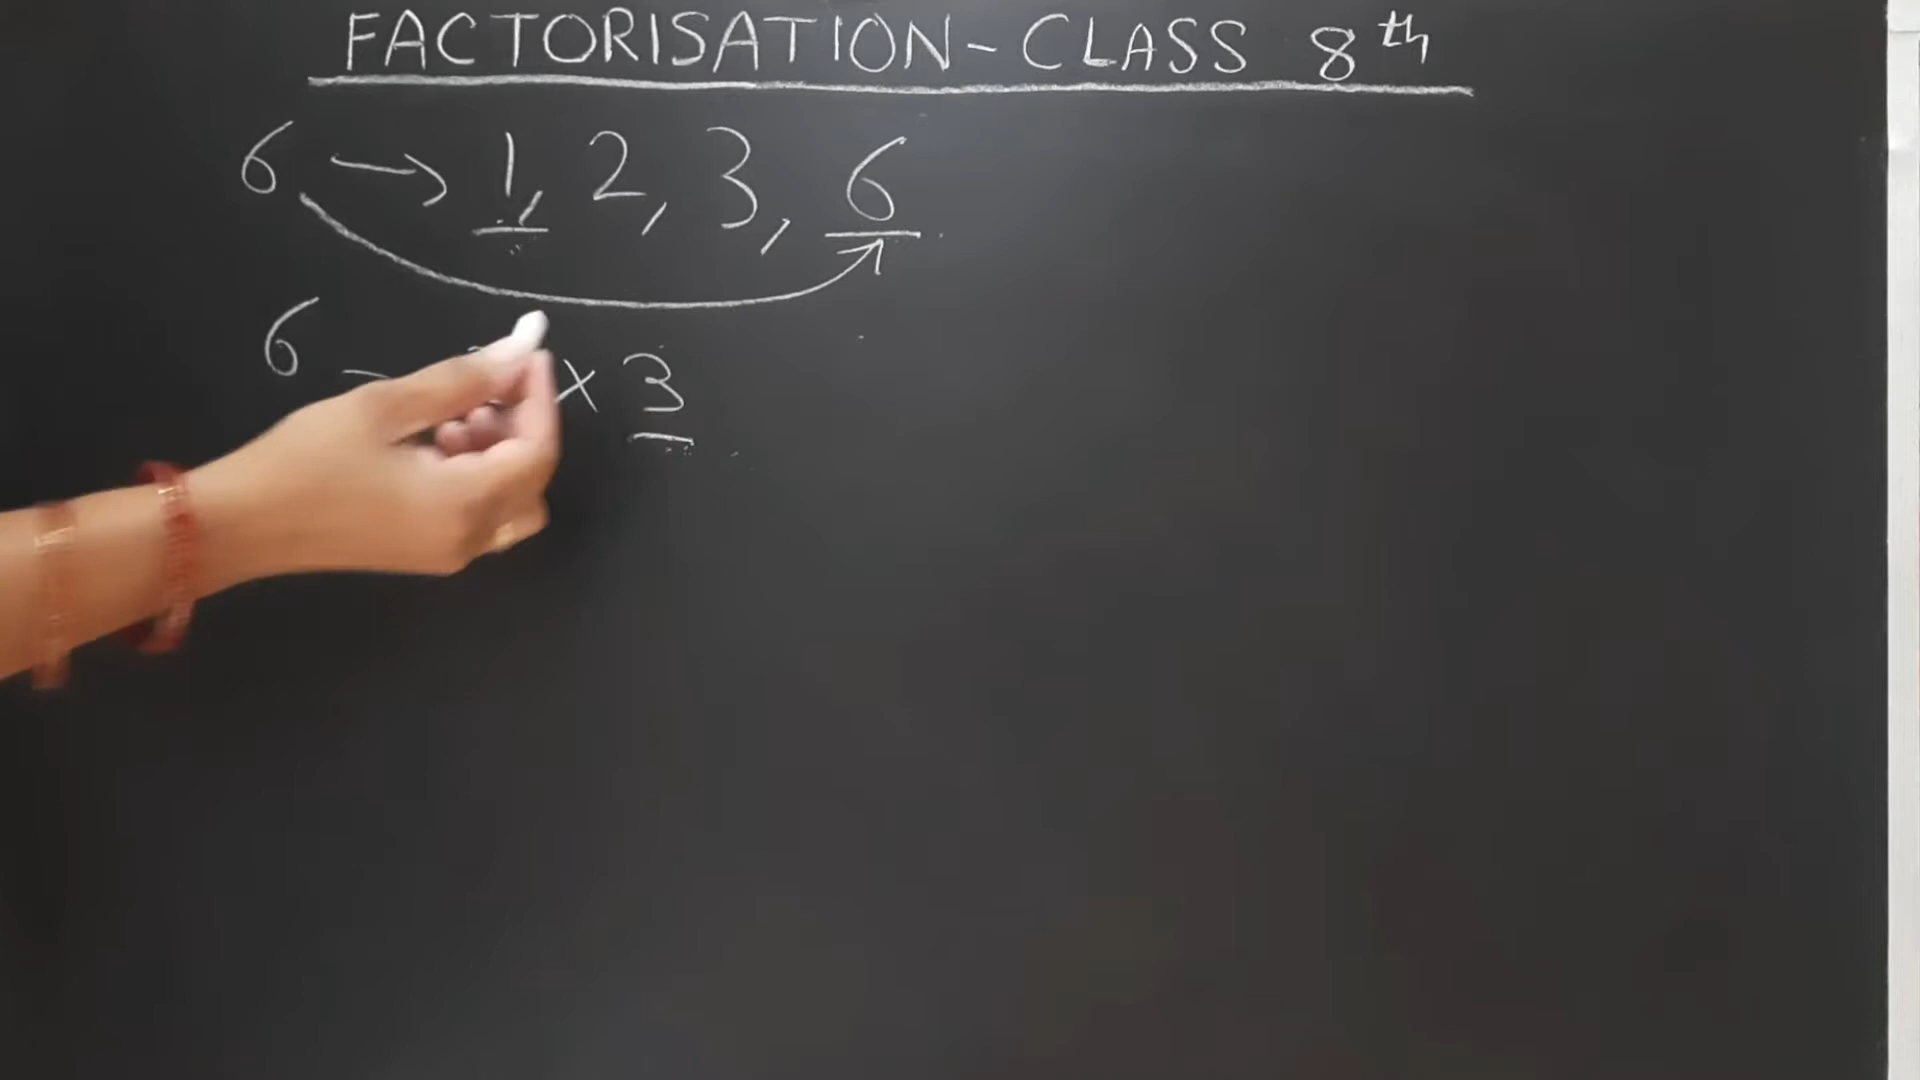 FACTORISATION - CLASS 8th
6 → 1, 2, 3, 6
6 × 3